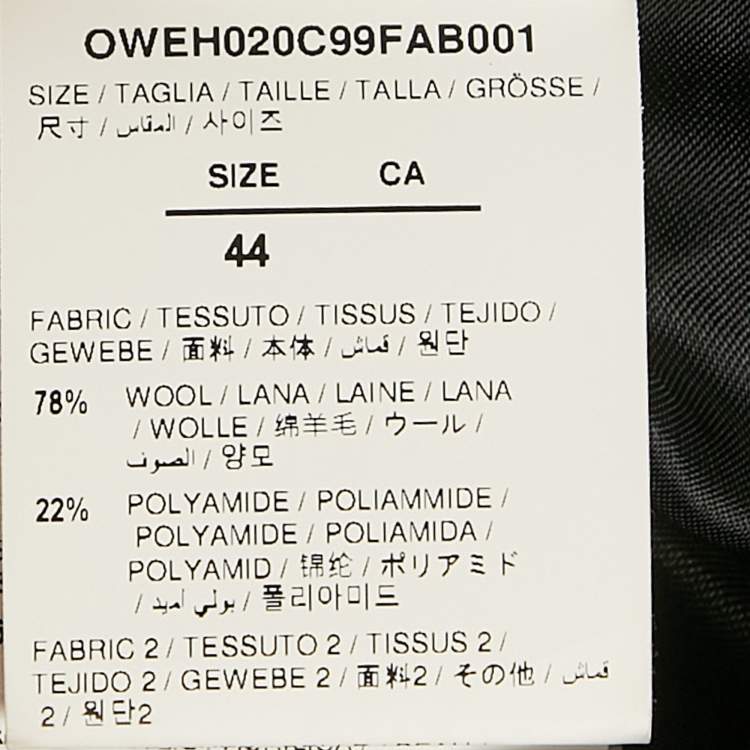 OWEH020C99FAB001
SIZE / TAGLIA / TAILLE / TALLA / GRÖSSE /
尺寸 / المقاس / 사이즈
SIZE CA
44
FABRIC / TESSUTO / TISSUS / TEJIDO /
GEWEBE / 面料 / 本体 / قماش / 원단
78% WOOL / LANA / LAINE / LANA
/ WOLLE / 绵羊毛 / ウール /
الصوف / 양모
22% POLYAMIDE / POLIAMMIDE /
POLYAMIDE / POLIAMIDA /
POLYAMID / 锦纶 / ポリアミド
/ بولي أميد / 폴리아미드
FABRIC 2 / TESSUTO 2 / TISSUS 2 /
TEJIDO 2 / GEWEBE 2 / 面料2 / その他 / قماش
2 / 원단2